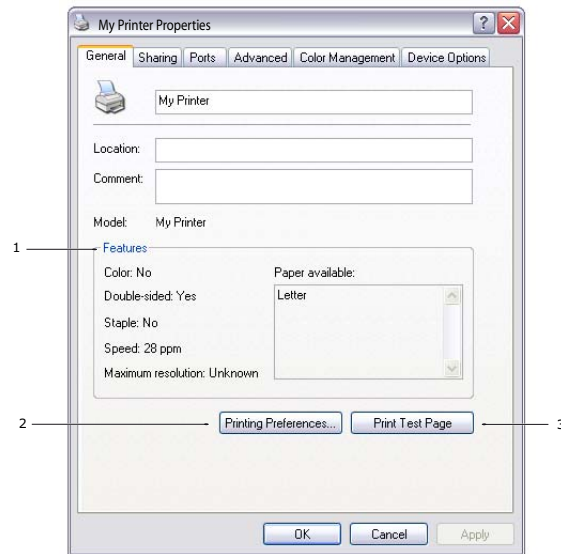 My Printer Properties
General Sharing Ports Advanced Color Management Device Options
My Printer
Location:
Comment:
Model: My Printer
1
Features
Color: No Paper available:
Double-sided: Yes Letter
Staple: No
Speed: 28 ppm
Maximum resolution: Unknown
2 Printing Preferences... Print Test Page 3
OK Cancel Apply